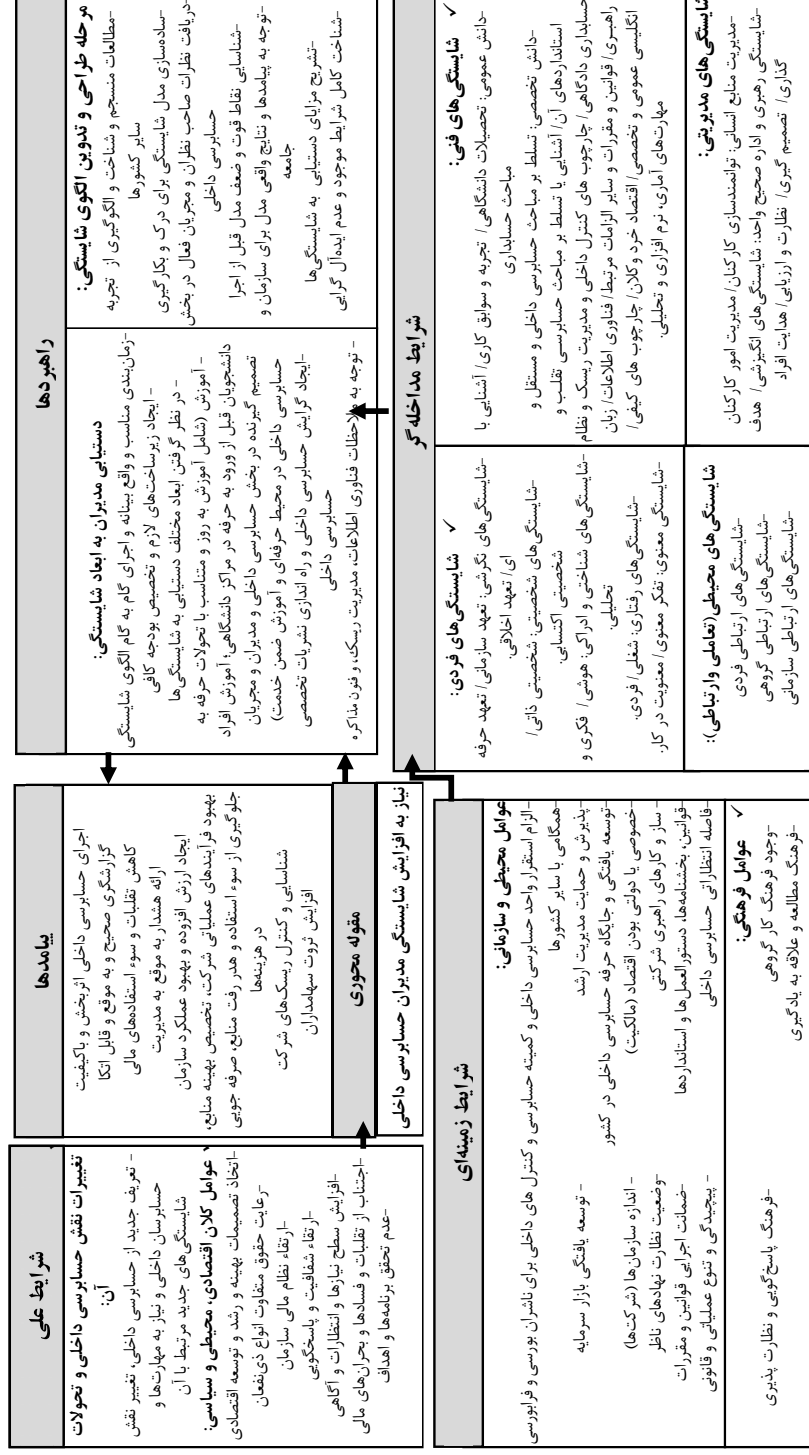 شرایط علی
تغییرات نقش حسابرسی داخلی و تحولات
آن:
- تعریف جدید از حسابرسی داخلی، تغییر نقش
حسابرسان داخلی و نیاز به مهارت‌ها و
شایستگی‌های جدید مرتبط با آن
عوامل کلان اقتصادی، محیطی و سیاسی:
-اتخاذ تصمیمات بهینه و رشد و توسعه اقتصادی
-رعایت حقوق متفاوت انواع ذی‌نفعان
-ارتقاء نظام مالی سازمان
-ارتقاء شفافیت و پاسخگویی
-افزایش سطح نیازها و انتظارات و آگاهی
-اجتناب از تقلبات و فسادها و بحران‌های مالی
-عدم تحقق برنامه‌ها و اهداف
پیامدها
اجرای حسابرسی داخلی اثربخش و باکیفیت
گزارشگری صحیح و به موقع و قابل اتکا
کاهش تقلبات و سوء استفاده‌های مالی
ارائه هشدار به موقع به مدیریت
ایجاد ارزش افزوده و بهبود عملکرد سازمان
بهبود فرآیندهای عملیاتی شرکت، تخصیص بهینه منابع،
جلوگیری از سوء استفاده و هدر رفت منابع، صرفه جویی
در هزینه‌ها
شناسایی و کنترل ریسک‌های شرکت
افزایش ثروت سهامداران
مقوله محوری
نیاز به افزایش شایستگی مدیران حسابرسی داخلی
راهبردها
مرحله طراحی و تدوین الگوی شایستگی:
-مطالعات منسجم و شناخت و الگوگیری از تجربه
سایر کشورها
-ساده‌سازی مدل شایستگی برای درک و بکارگیری
-دریافت نظرات صاحب نظران و مجریان فعال در بخش
حسابرسی داخلی
-شناسایی نقاط قوت و ضعف مدل قبل از اجرا
-توجه به پیامدها و نتایج واقعی مدل برای سازمان و
جامعه
-تشریح مزایای دستیابی به شایستگی‌ها
-شناخت کامل شرایط موجود و عدم ایده‌آل گرایی
دستیابی مدیران به ابعاد شایستگی:
-زمان‌بندی مناسب و واقع بینانه و اجرای گام به گام الگوی شایستگی
- ایجاد زیرساخت‌های لازم و تخصیص بودجه کافی
- در نظر گرفتن ابعاد مختلف دستیابی به شایستگی‌ها
- آموزش (شامل آموزش به روز و متناسب با تحولات حرفه به
دانشجویان قبل از ورود به حرفه در مراکز دانشگاهی؛ آموزش افراد
تصمیم گیرنده در بخش حسابرسی داخلی و مدیران و مجریان
حسابرسی داخلی در محیط حرفه‌ای و آموزش ضمن خدمت)
-ایجاد گرایش حسابرسی داخلی و راه اندازی نشریات تخصصی
حسابرسی داخلی
- توجه به ملاحظات فناوری اطلاعات، مدیریت ریسک، و فنون مذاکره
شرایط زمینه‌ای
عوامل محیطی و سازمانی:
-الزام استقرار واحد حسابرسی داخلی و کمیته حسابرسی و کنترل های داخلی برای ناشران بورسی و فرابورسی
-همگامی با سایر کشورها
-پذیرش و حمایت مدیریت ارشد
-توسعه یافتگی و جایگاه حرفه حسابرسی داخلی در کشور
- توسعه یافتگی بازار سرمایه
-خصوصی یا دولتی بودن اقتصاد (مالکیت)
- اندازه سازمان‌ها (شرکت‌ها)
-ساز و کارهای راهبری شرکتی
-وضعیت نظارت نهادهای ناظر
-قوانین، بخشنامه‌ها، دستورالعمل‌ها و استانداردها
-ضمانت اجرایی قوانین و مقررات
-فاصله انتظاراتی حسابرسی داخلی
- پیچیدگی و تنوع عملیاتی و قانونی
✓ عوامل فرهنگی:
-وجود فرهنگ کار گروهی
-فرهنگ پاسخ‌گویی و نظارت پذیری
-فرهنگ مطالعه و علاقه به یادگیری
شرایط مداخله‌گر
✓ شایستگی‌های فنی:
-دانش عمومی: تحصیلات دانشگاهی/ تجربه و سوابق کاری/ آشنایی با
مباحث حسابداری
-دانش تخصصی: تسلط بر مباحث حسابرسی داخلی و مستقل و
استانداردهای آن/ آشنایی یا تسلط بر مباحث حسابرسی تقلب و
حسابداری دادگاهی/ چارچوب های کنترل داخلی و مدیریت ریسک و نظام
راهبری/ قوانین و مقررات و سایر الزامات مرتبط/ فناوری اطلاعات/ زبان
انگلیسی عمومی و تخصصی/ اقتصاد خرد و کلان/ چارچوب های کیفی/
مهارت‌های آماری، نرم افزاری و تحلیلی.
شایستگی‌های مدیریتی:
-مدیریت منابع انسانی: توانمندسازی کارکنان/ مدیریت امور کارکنان
-شایستگی رهبری و اداره صحیح واحد: شایستگی‌های انگیزشی/ هدف
گذاری/ تصمیم گیری/ نظارت و ارزیابی/ هدایت افراد
✓ شایستگی‌های فردی:
-شایستگی‌های نگرشی: تعهد سازمانی/ تعهد حرفه
ای/ تعهد اخلاقی.
-شایستگی‌های شخصیتی: شخصیتی ذاتی/
شخصیتی اکتسابی.
-شایستگی‌های شناختی و ادراکی: هوشی/ فکری و
تحلیلی.
-شایستگی‌های رفتاری: شغلی/ فردی.
-شایستگی معنوی: تفکر معنوی/ معنویت در کار.
شایستگی‌های محیطی(تعاملی وارتباطی):
-شایستگی‌های ارتباطی فردی
-شایستگی‌های ارتباطی گروهی
-شایستگی‌های ارتباطی سازمانی